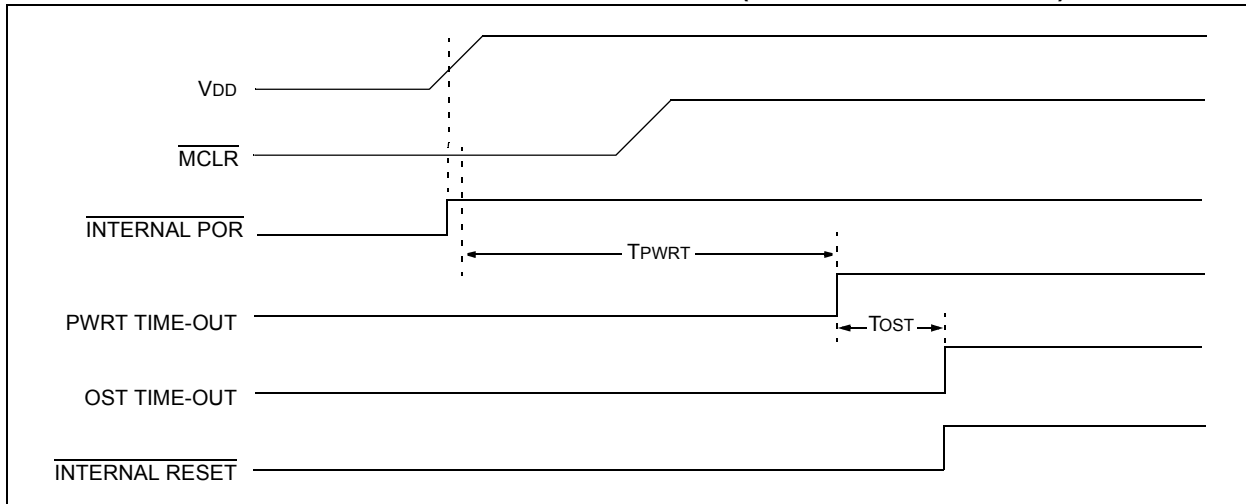 VDD
MCLR
INTERNAL POR
TPWRT
PWRT TIME-OUT
TOST
OST TIME-OUT
INTERNAL RESET